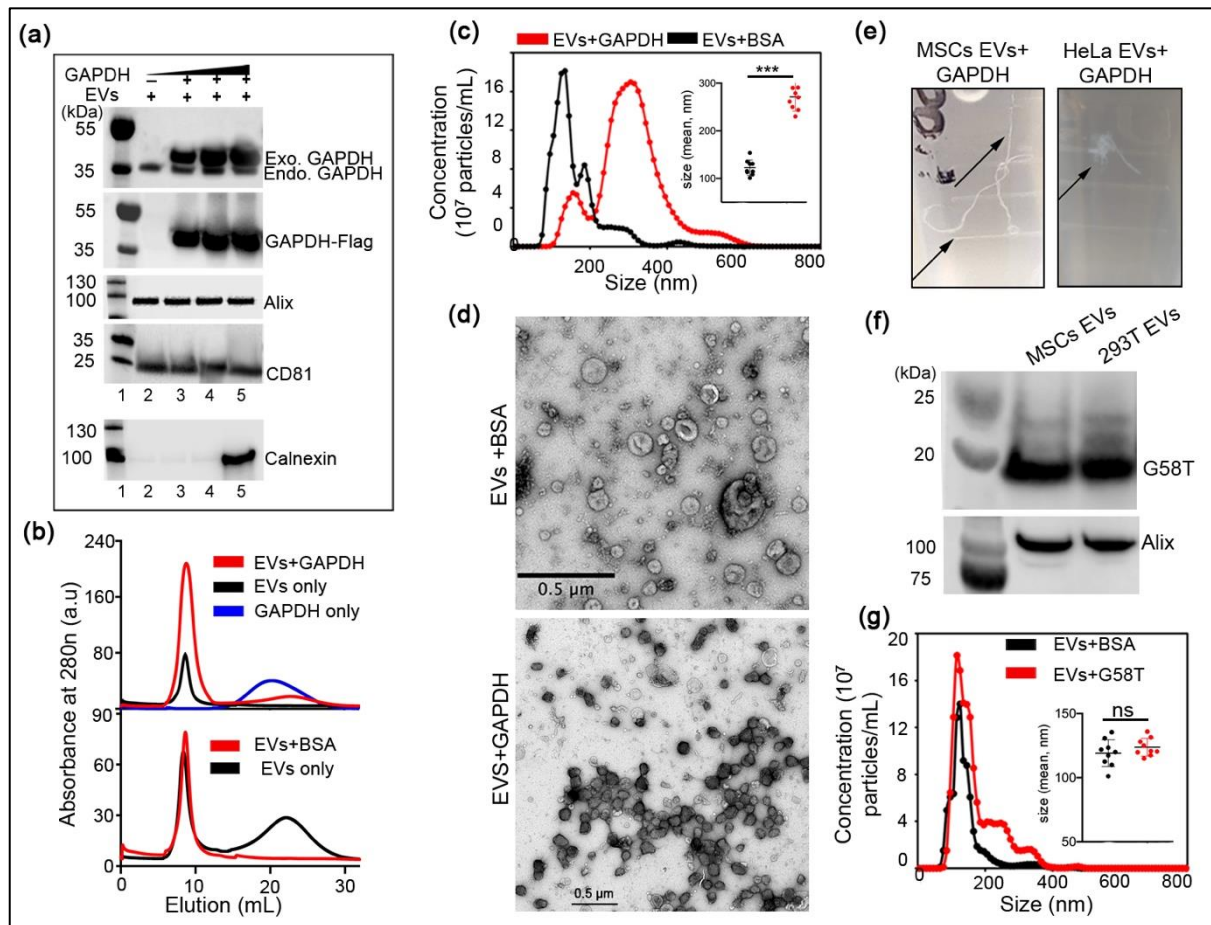 (a)
GAPDH − + + +
EVs + + + +
(kDa)
55
35
Exo. GAPDH
Endo. GAPDH
55
35
GAPDH-Flag
130
100
Alix
35
25
CD81
1 2 3 4 5
130
100
Calnexin
1 2 3 4 5
(b)
Absorbance at 280n (a.u)
240
160
80
0
EVs+GAPDH
EVs only
GAPDH only
90
60
30
0
EVs+BSA
EVs only
0 10 20 30
Elution (mL)
(c)
EVs+GAPDH EVs+BSA
Concentration
(10⁷ particles/mL)
16
12
8
4
0
0 200 400 600 800
Size (nm)
size (mean, nm)
300
200
100
***
(d)
EVs +BSA
0.5 μm
EVS+GAPDH
0.5 μm
(e)
MSCs EVs+
GAPDH
HeLa EVs+
GAPDH
(f)
MSCs EVs
293T EVs
(kDa)
25
20
G58T
100
75
Alix
(g)
Concentration (10⁷
particles/mL)
20
16
12
8
4
0
EVs+BSA
EVs+G58T
0 200 400 600 800
Size (nm)
size (mean, nm)
150
100
50
ns